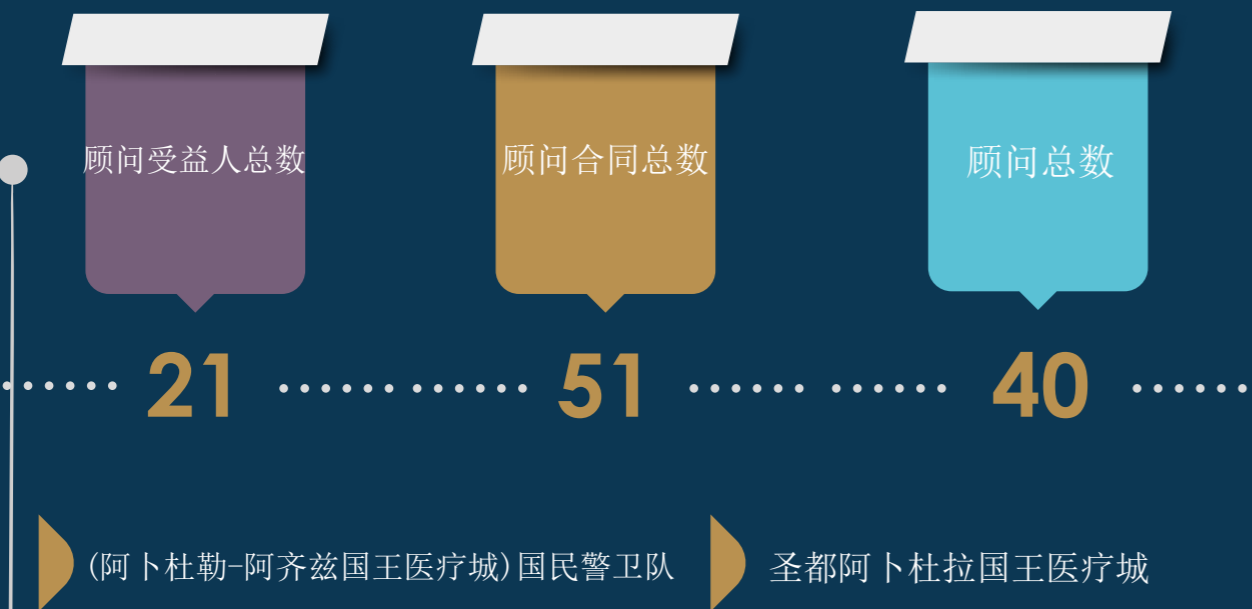 顾问受益人总数
顾问合同总数
顾问总数
21
51
40
(阿卜杜勒-阿齐兹国王医疗城)国民警卫队
圣都阿卜杜拉国王医疗城